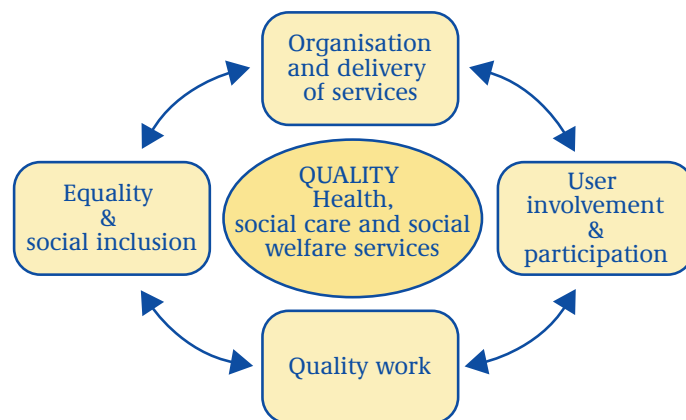 Organisation
and delivery
of services
Equality
&
social inclusion
QUALITY
Health,
social care and social
welfare services
User
involvement
&
participation
Quality work